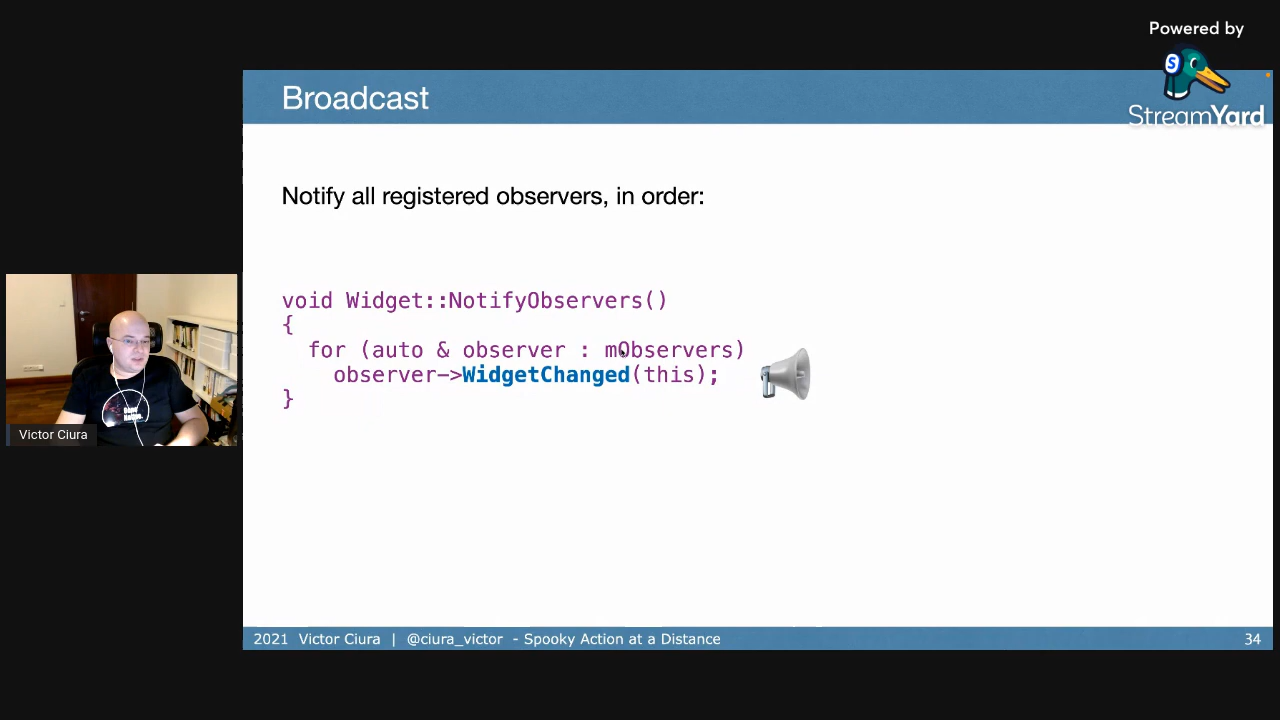 Powered by
StreamYard
Broadcast
Notify all registered observers, in order:
void Widget::NotifyObservers()
{
for (auto & observer : mObservers)
observer->WidgetChanged(this);
}
Victor Ciura
2021 Victor Ciura | @ciura_victor - Spooky Action at a Distance
34